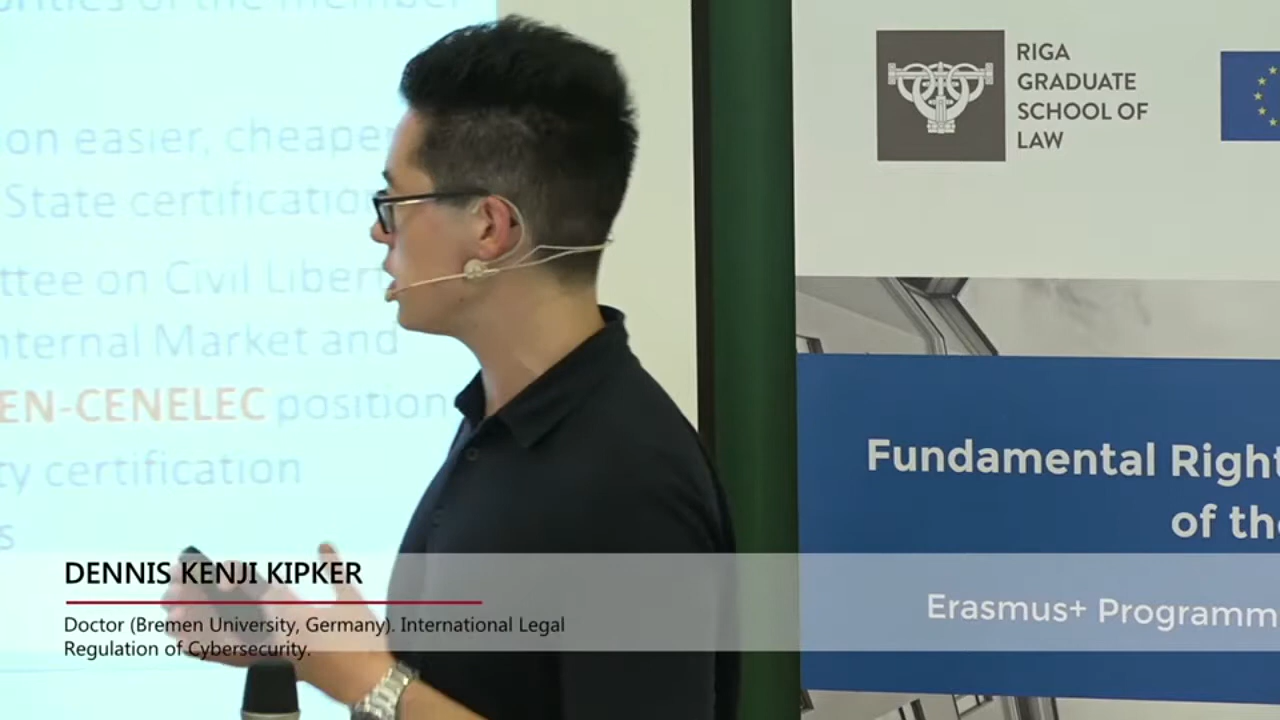 on easier, cheaper
State certification
ttee on Civil Libert
nternal Market and
EN-CENELEC position
ty certification
s
RIGA
GRADUATE
SCHOOL OF
LAW
Fundamental Right
of the
Erasmus+ Programm
DENNIS KENJI KIPKER
Doctor (Bremen University, Germany). International Legal
Regulation of Cybersecurity.